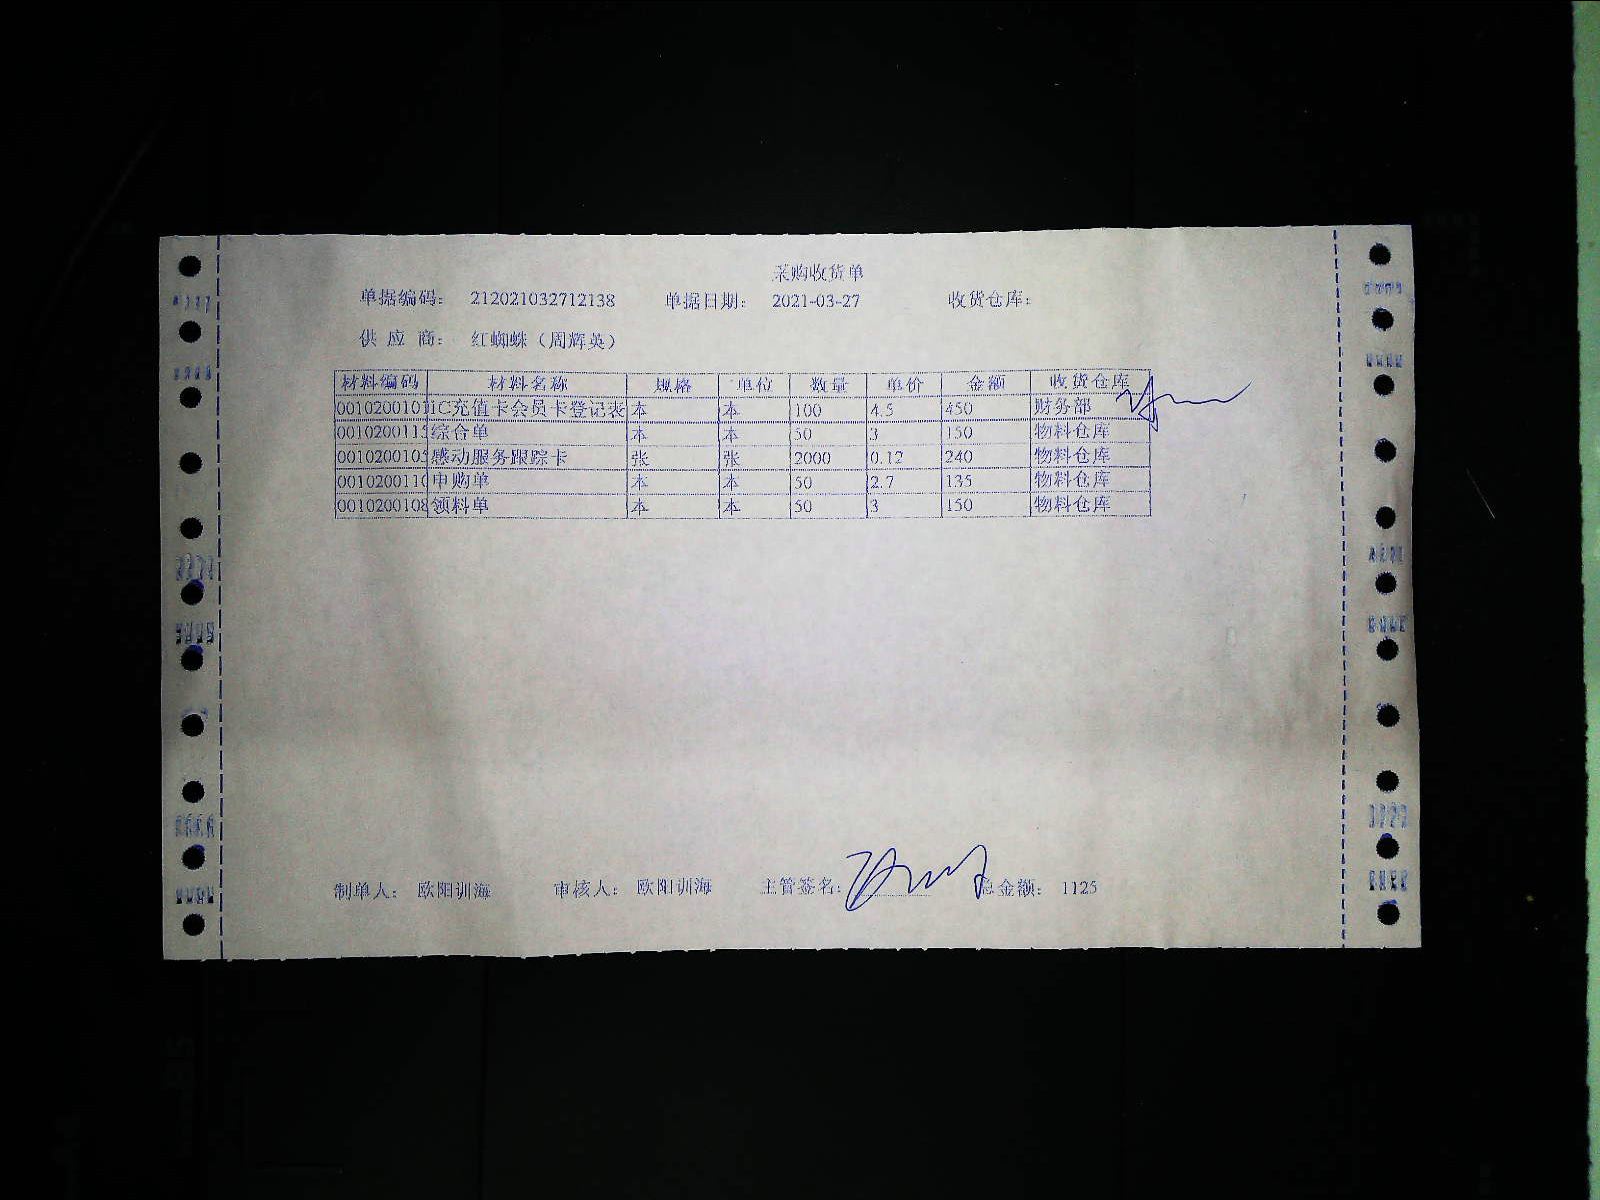 采购收货单
单据编码： 212021032712138 单据日期： 2021-03-27 收货仓库：
供 应 商： 红蜘蛛（周辉英）
材料编码 材料名称 规格 单位 数量 单价 金额 收货仓库
0010200101 IC充值卡会员卡登记表 本 本 100 4.5 450 财务部
001020011 综合单 本 本 50 3 150 物料仓库
001020010 感动服务跟踪卡 张 张 2000 0.12 240 物料仓库
001020011 申购单 本 本 50 2.7 135 物料仓库
0010200108 领料单 本 本 50 3 150 物料仓库
制单人： 欧阳训海 审核人： 欧阳训海 主管签名： 总金额： 1125